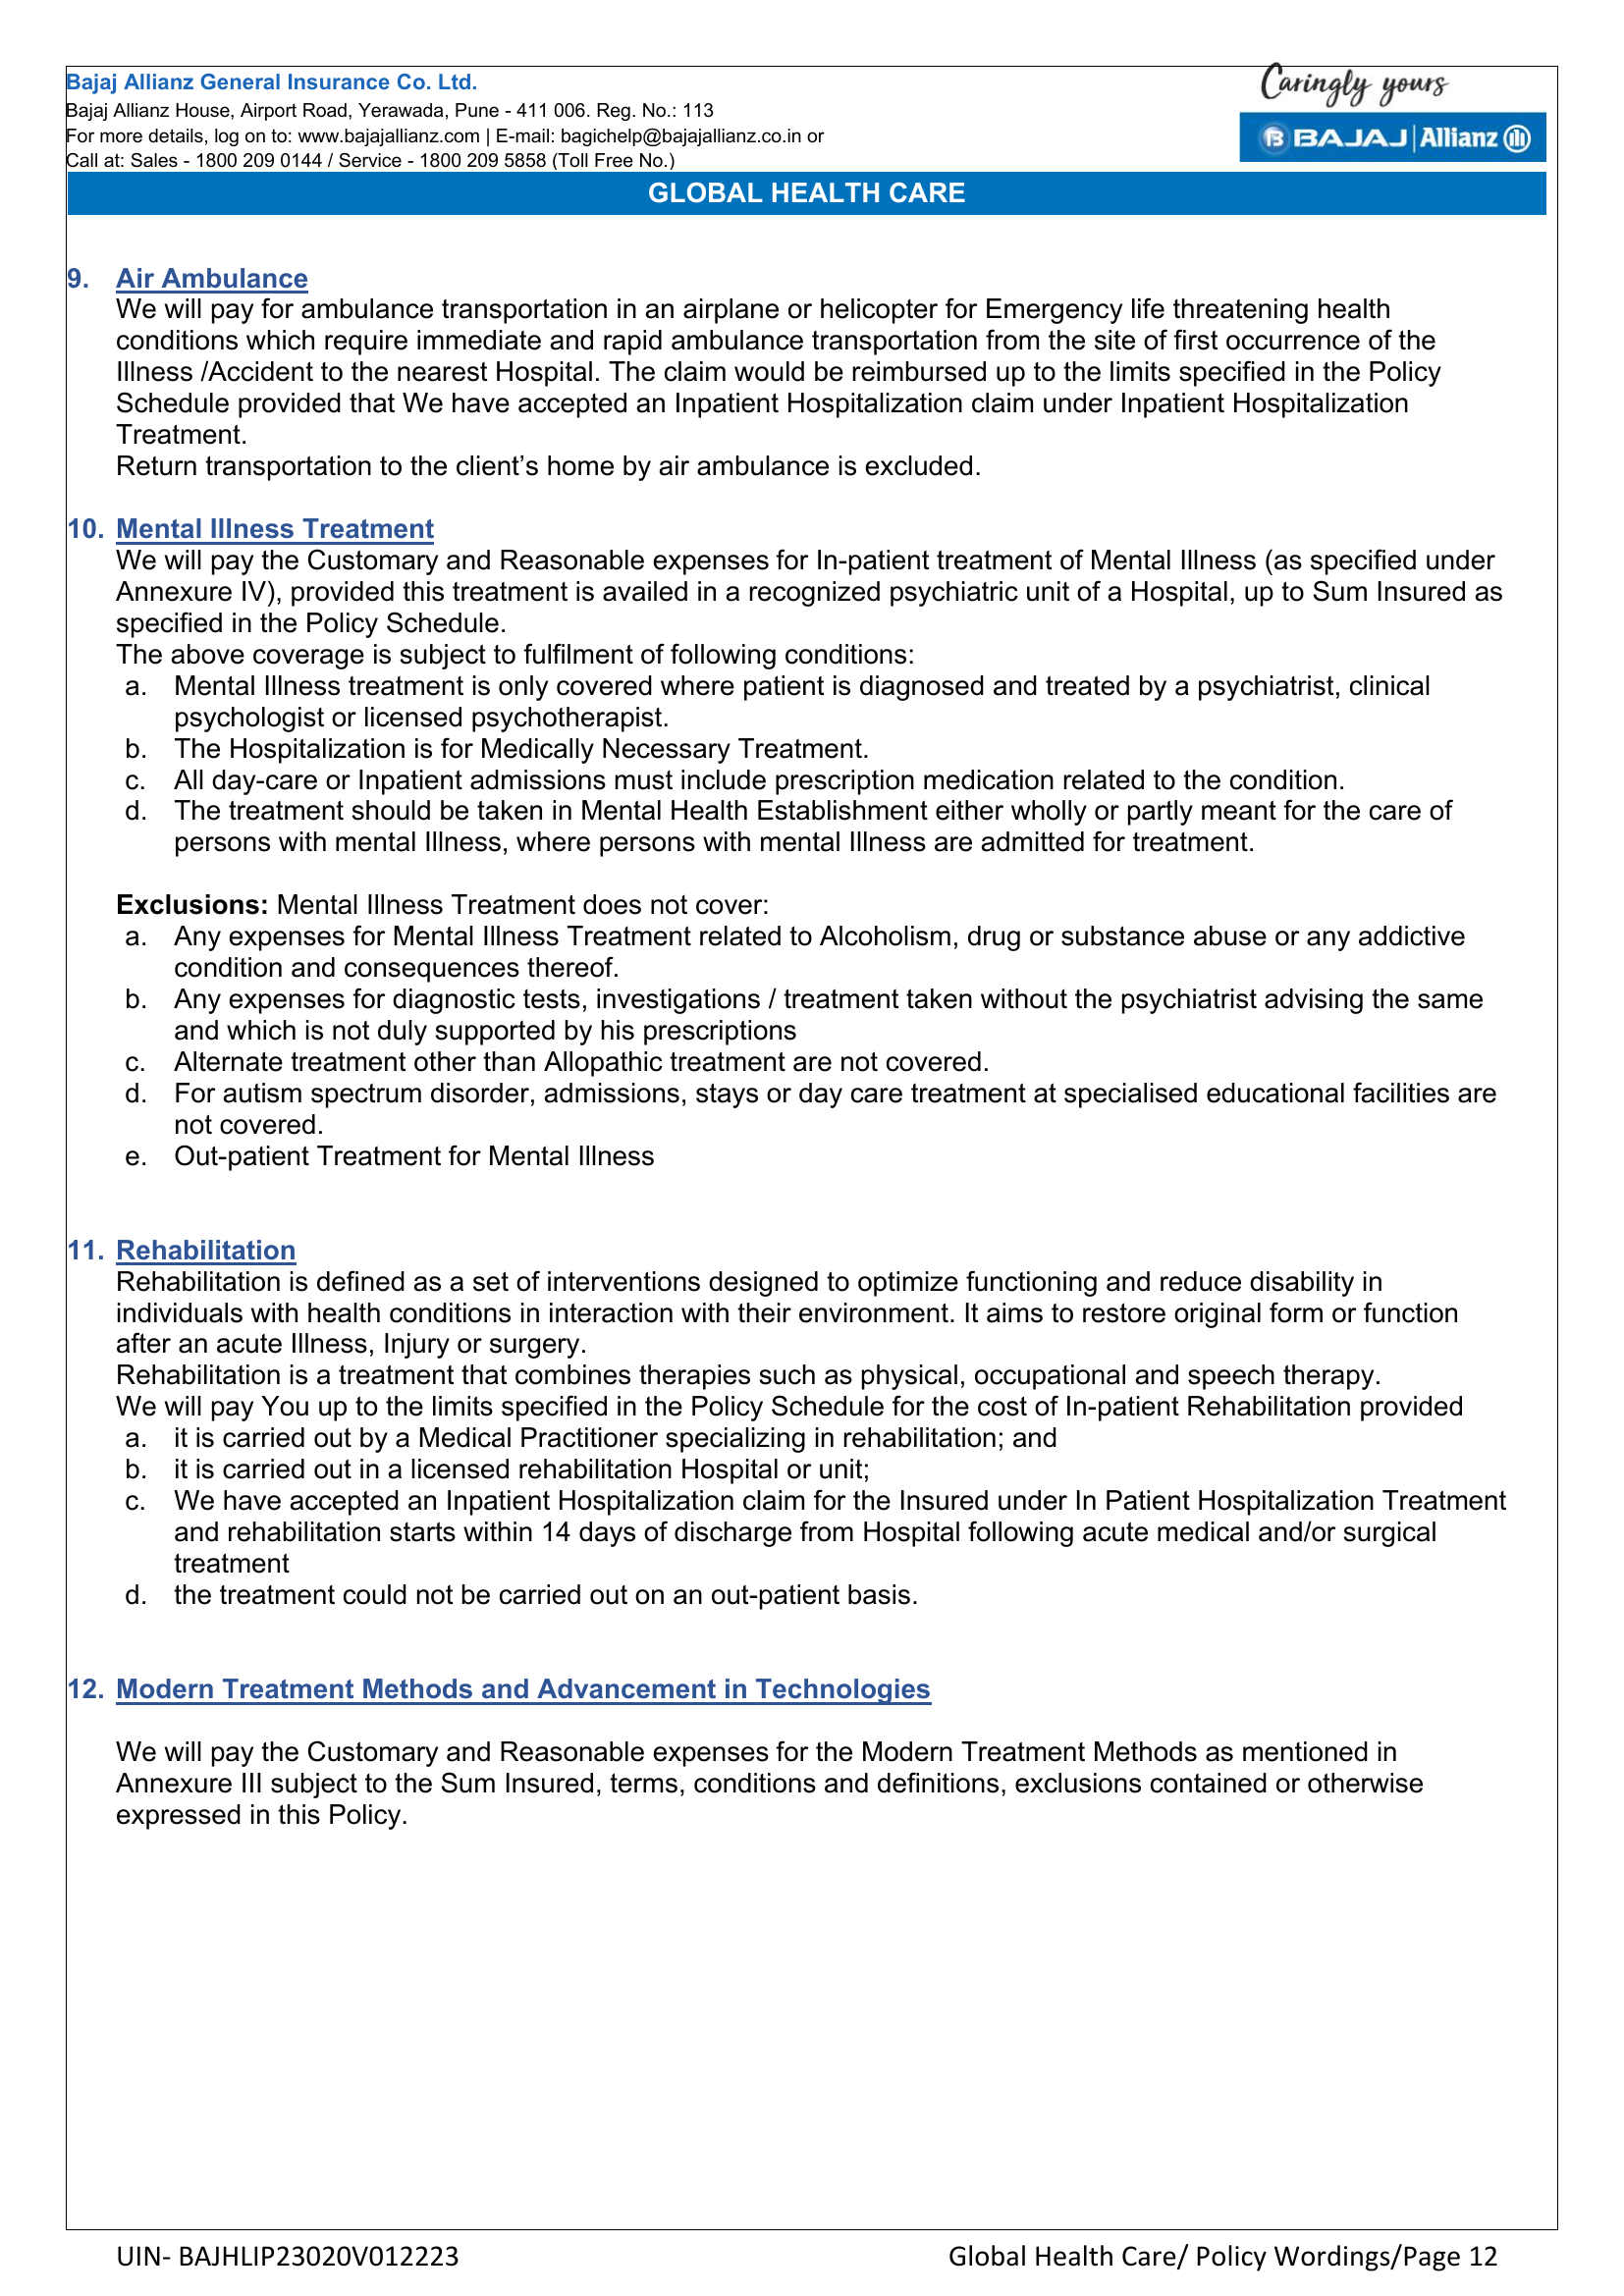 Bajaj Allianz General Insurance Co. Ltd.
Bajaj Allianz House, Airport Road, Yerawada, Pune - 411 006. Reg. No.: 113
For more details, log on to: www.bajajallianz.com | E-mail: bagichelp@bajajallianz.co.in or
Call at: Sales - 1800 209 0144 / Service - 1800 209 5858 (Toll Free No.)
Caringly yours
B BAJAJ | Allianz
GLOBAL HEALTH CARE
9. Air Ambulance
We will pay for ambulance transportation in an airplane or helicopter for Emergency life threatening health
conditions which require immediate and rapid ambulance transportation from the site of first occurrence of the
Illness /Accident to the nearest Hospital. The claim would be reimbursed up to the limits specified in the Policy
Schedule provided that We have accepted an Inpatient Hospitalization claim under Inpatient Hospitalization
Treatment.
Return transportation to the client’s home by air ambulance is excluded.
10. Mental Illness Treatment
We will pay the Customary and Reasonable expenses for In-patient treatment of Mental Illness (as specified under
Annexure IV), provided this treatment is availed in a recognized psychiatric unit of a Hospital, up to Sum Insured as
specified in the Policy Schedule.
The above coverage is subject to fulfilment of following conditions:
a. Mental Illness treatment is only covered where patient is diagnosed and treated by a psychiatrist, clinical
psychologist or licensed psychotherapist.
b. The Hospitalization is for Medically Necessary Treatment.
c. All day-care or Inpatient admissions must include prescription medication related to the condition.
d. The treatment should be taken in Mental Health Establishment either wholly or partly meant for the care of
persons with mental Illness, where persons with mental Illness are admitted for treatment.
Exclusions: Mental Illness Treatment does not cover:
a. Any expenses for Mental Illness Treatment related to Alcoholism, drug or substance abuse or any addictive
condition and consequences thereof.
b. Any expenses for diagnostic tests, investigations / treatment taken without the psychiatrist advising the same
and which is not duly supported by his prescriptions
c. Alternate treatment other than Allopathic treatment are not covered.
d. For autism spectrum disorder, admissions, stays or day care treatment at specialised educational facilities are
not covered.
e. Out-patient Treatment for Mental Illness
11. Rehabilitation
Rehabilitation is defined as a set of interventions designed to optimize functioning and reduce disability in
individuals with health conditions in interaction with their environment. It aims to restore original form or function
after an acute Illness, Injury or surgery.
Rehabilitation is a treatment that combines therapies such as physical, occupational and speech therapy.
We will pay You up to the limits specified in the Policy Schedule for the cost of In-patient Rehabilitation provided
a. it is carried out by a Medical Practitioner specializing in rehabilitation; and
b. it is carried out in a licensed rehabilitation Hospital or unit;
c. We have accepted an Inpatient Hospitalization claim for the Insured under In Patient Hospitalization Treatment
and rehabilitation starts within 14 days of discharge from Hospital following acute medical and/or surgical
treatment
d. the treatment could not be carried out on an out-patient basis.
12. Modern Treatment Methods and Advancement in Technologies
We will pay the Customary and Reasonable expenses for the Modern Treatment Methods as mentioned in
Annexure III subject to the Sum Insured, terms, conditions and definitions, exclusions contained or otherwise
expressed in this Policy.
UIN- BAJHLIP23020V012223
Global Health Care/ Policy Wordings/Page 12